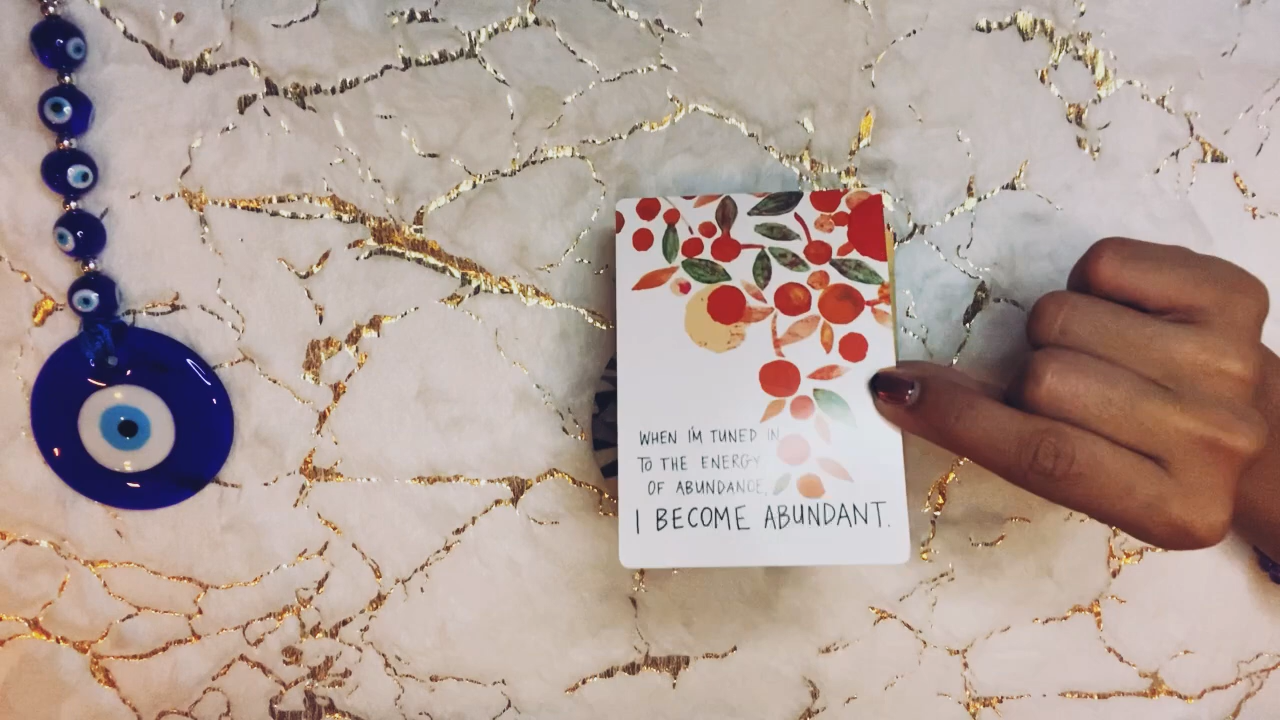 WHEN I'M TUNED IN
TO THE ENERGY
OF ABUNDANCE,
I BECOME ABUNDANT.